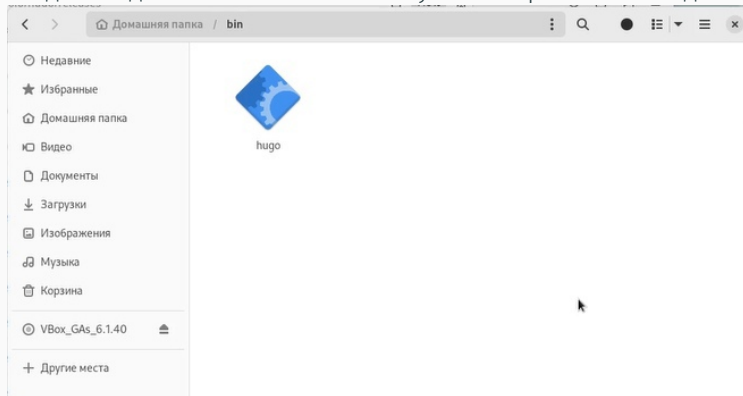 Домашняя папка / bin
Недавние
Избранные
Домашняя папка
Видео
Документы
Загрузки
Изображения
Музыка
Корзина
VBox_GAs_6.1.40
Другие места
hugo